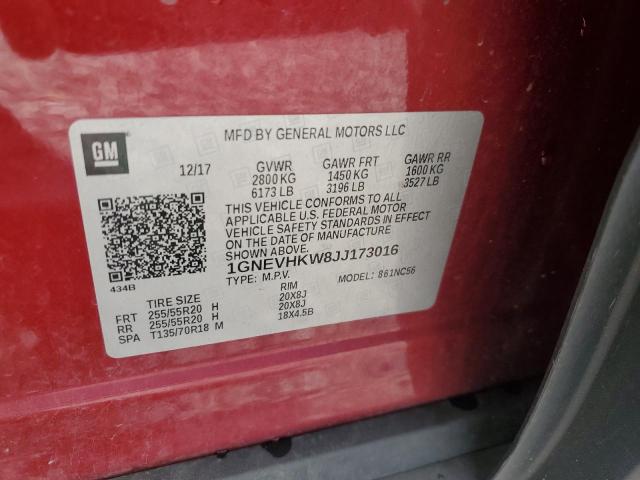 GM
MFD BY GENERAL MOTORS LLC
12/17 GVWR GAWR FRT GAWR RR
2800 KG 1450 KG 1600 KG
6173 LB 3196 LB 3527 LB
THIS VEHICLE CONFORMS TO ALL
APPLICABLE U.S. FEDERAL MOTOR
VEHICLE SAFETY STANDARDS IN EFFECT
ON THE DATE OF MANUFACTURE
SHOWN ABOVE.
1GNEVHKW8JJ173016
TYPE: M.P.V. MODEL: 861NC56
434B
TIRE SIZE RIM
FRT 255/55R20 H 20X8J
RR 255/55R20 H 20X8J
SPA T135/70R18 M 18X4.5B